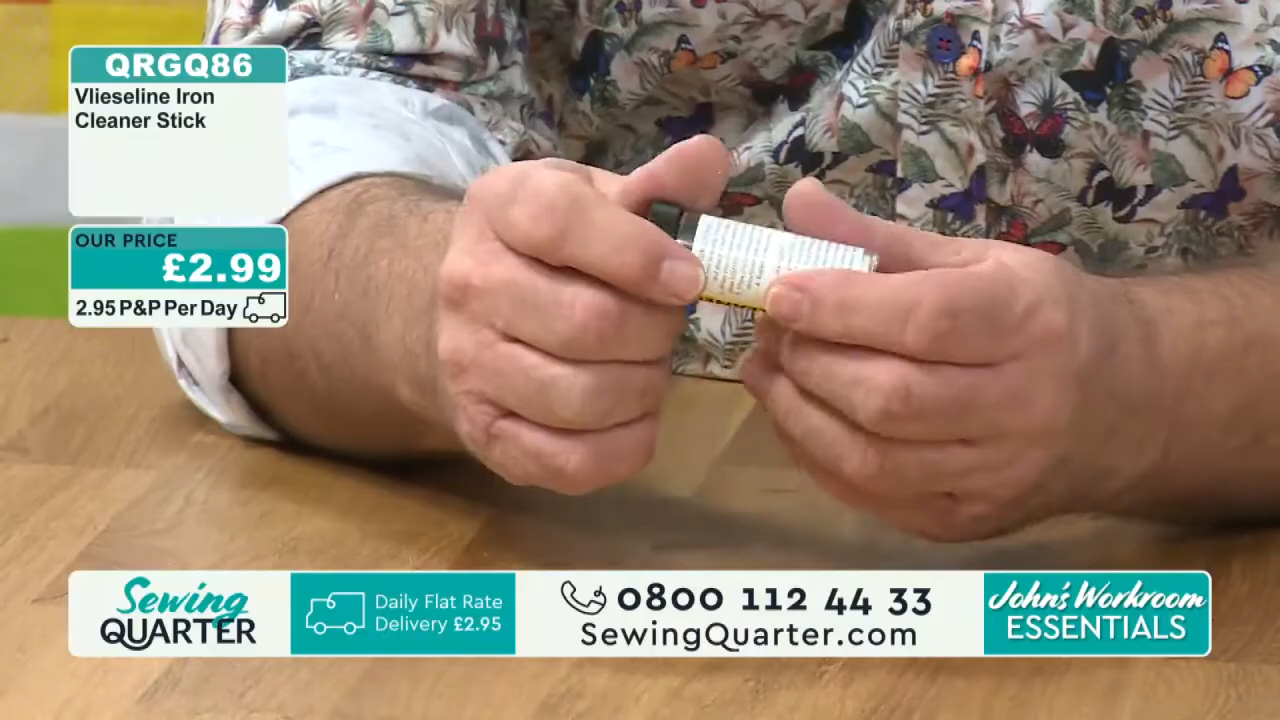 QRGQ86
Vlieseline Iron
Cleaner Stick
OUR PRICE
£2.99
2.95 P&P Per Day
Sewing
QUARTER
Daily Flat Rate
Delivery £2.95
0800 112 44 33
SewingQuarter.com
John's Workroom
ESSENTIALS